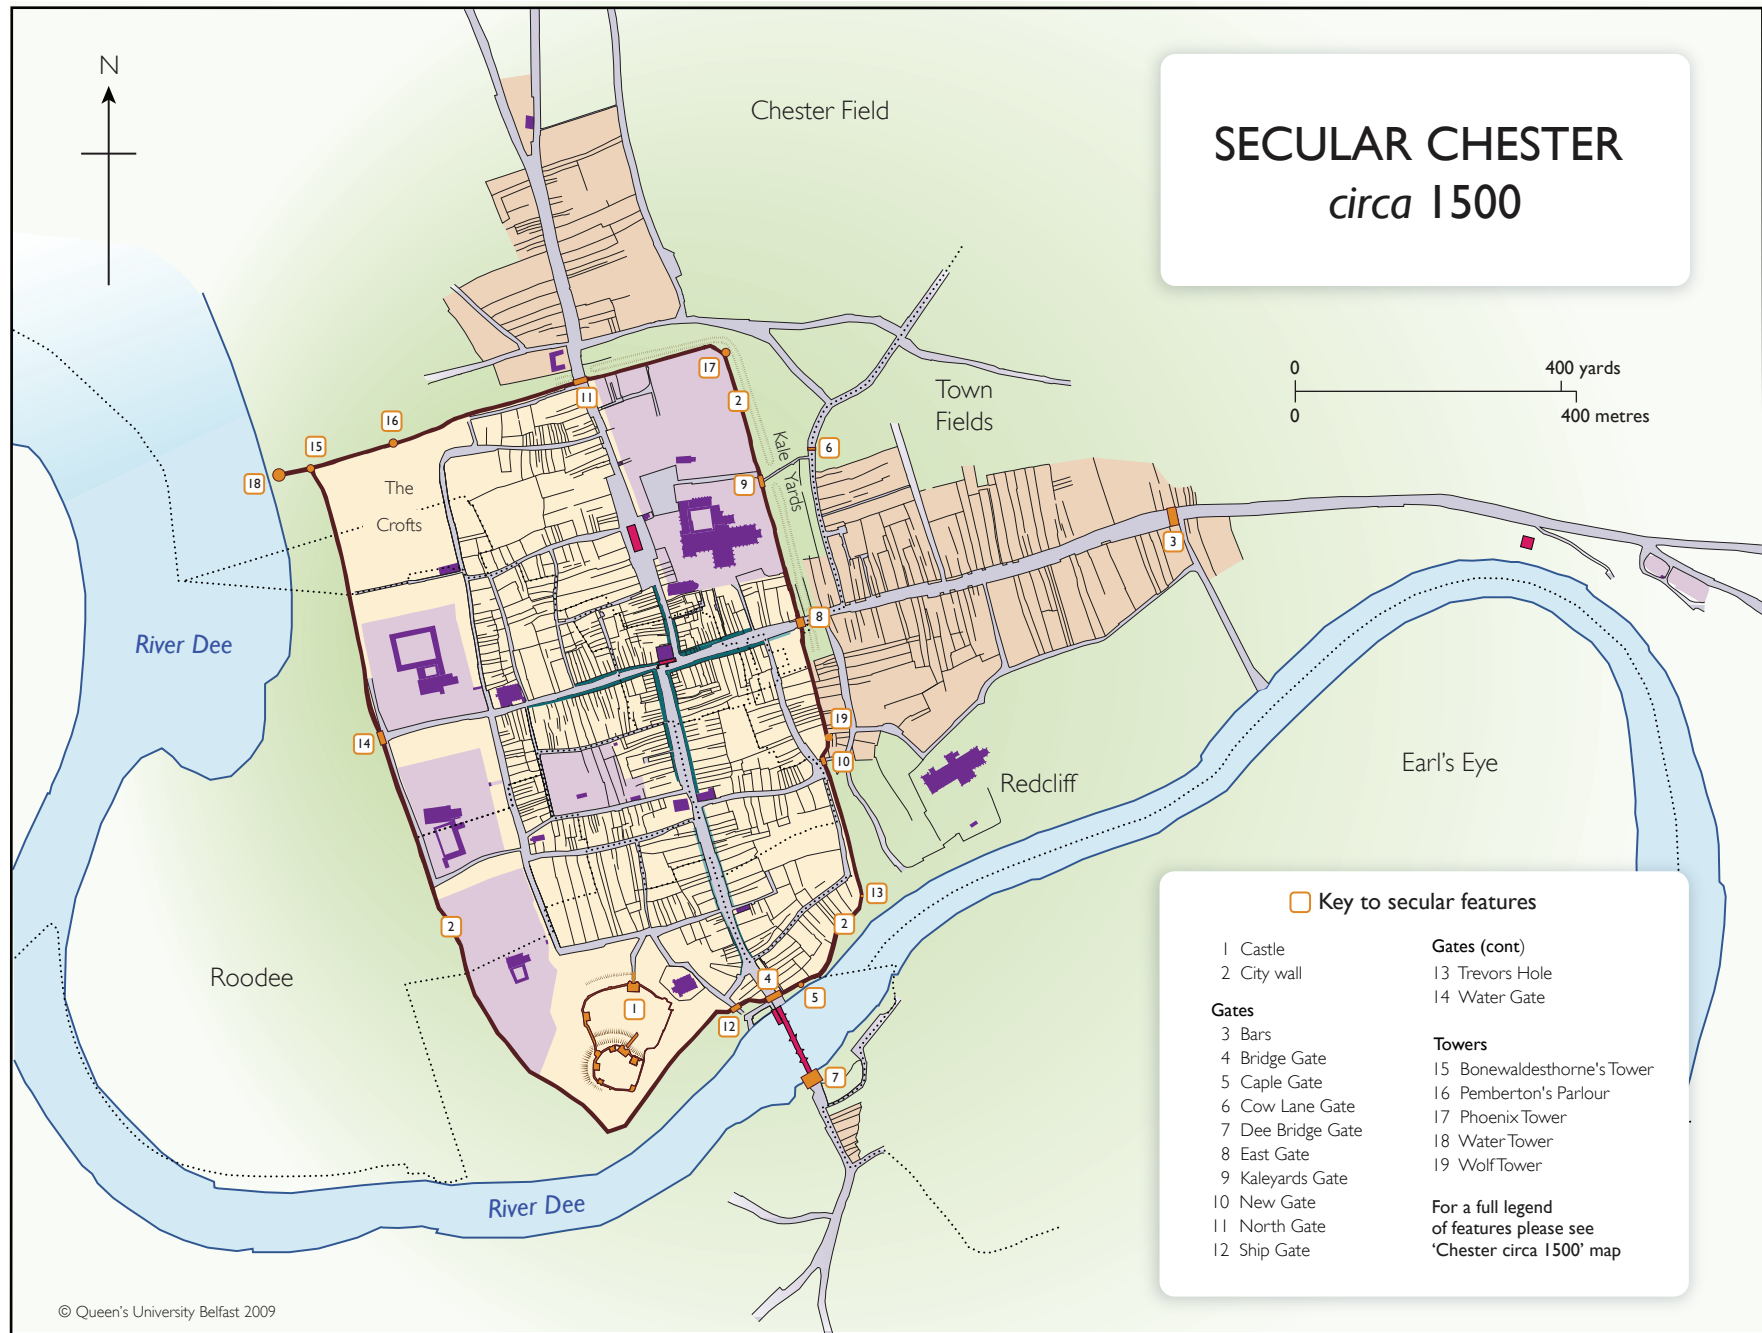 N
Chester Field
SECULAR CHESTER
circa 1500
0 400 yards
0 400 metres
Town
Fields
Kale Yards
The
Crofts
River Dee
Redcliff
Earl's Eye
Roodee
River Dee
11
17
2
16
15
18
6
9
3
8
14
19
10
2
13
2
4
5
1
12
7
Key to secular features
1 Castle
2 City wall
Gates
3 Bars
4 Bridge Gate
5 Caple Gate
6 Cow Lane Gate
7 Dee Bridge Gate
8 East Gate
9 Kaleyards Gate
10 New Gate
11 North Gate
12 Ship Gate
Gates (cont)
13 Trevors Hole
14 Water Gate
Towers
15 Bonewaldesthorne's Tower
16 Pemberton's Parlour
17 Phoenix Tower
18 Water Tower
19 Wolf Tower
For a full legend
of features please see
‘Chester circa 1500’ map
© Queen's University Belfast 2009